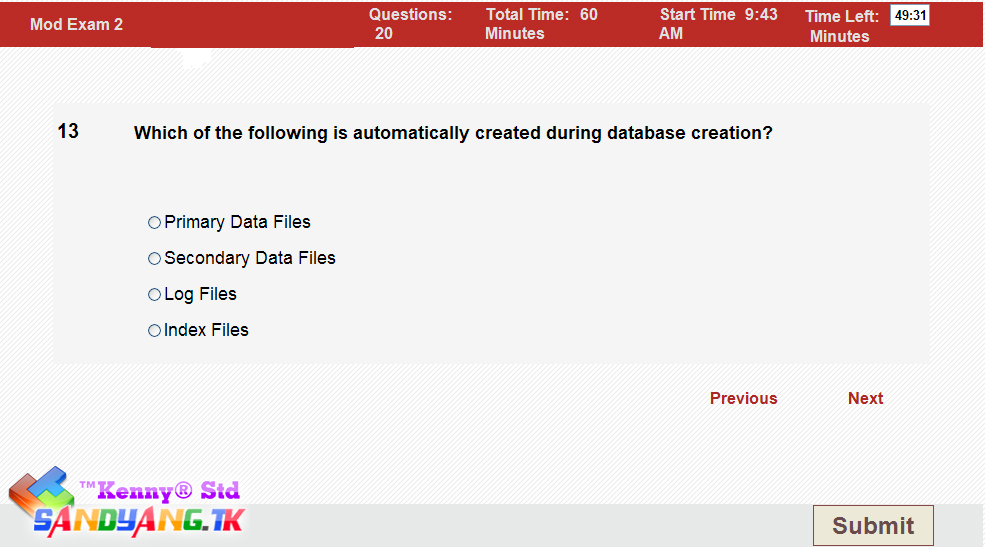 Mod Exam 2
Questions: 20
Total Time: 60 Minutes
Start Time 9:43 AM
Time Left: 49:31 Minutes
13 Which of the following is automatically created during database creation?
Primary Data Files
Secondary Data Files
Log Files
Index Files
Previous Next
™Kenny® Std
SANDYANG.TK
Submit